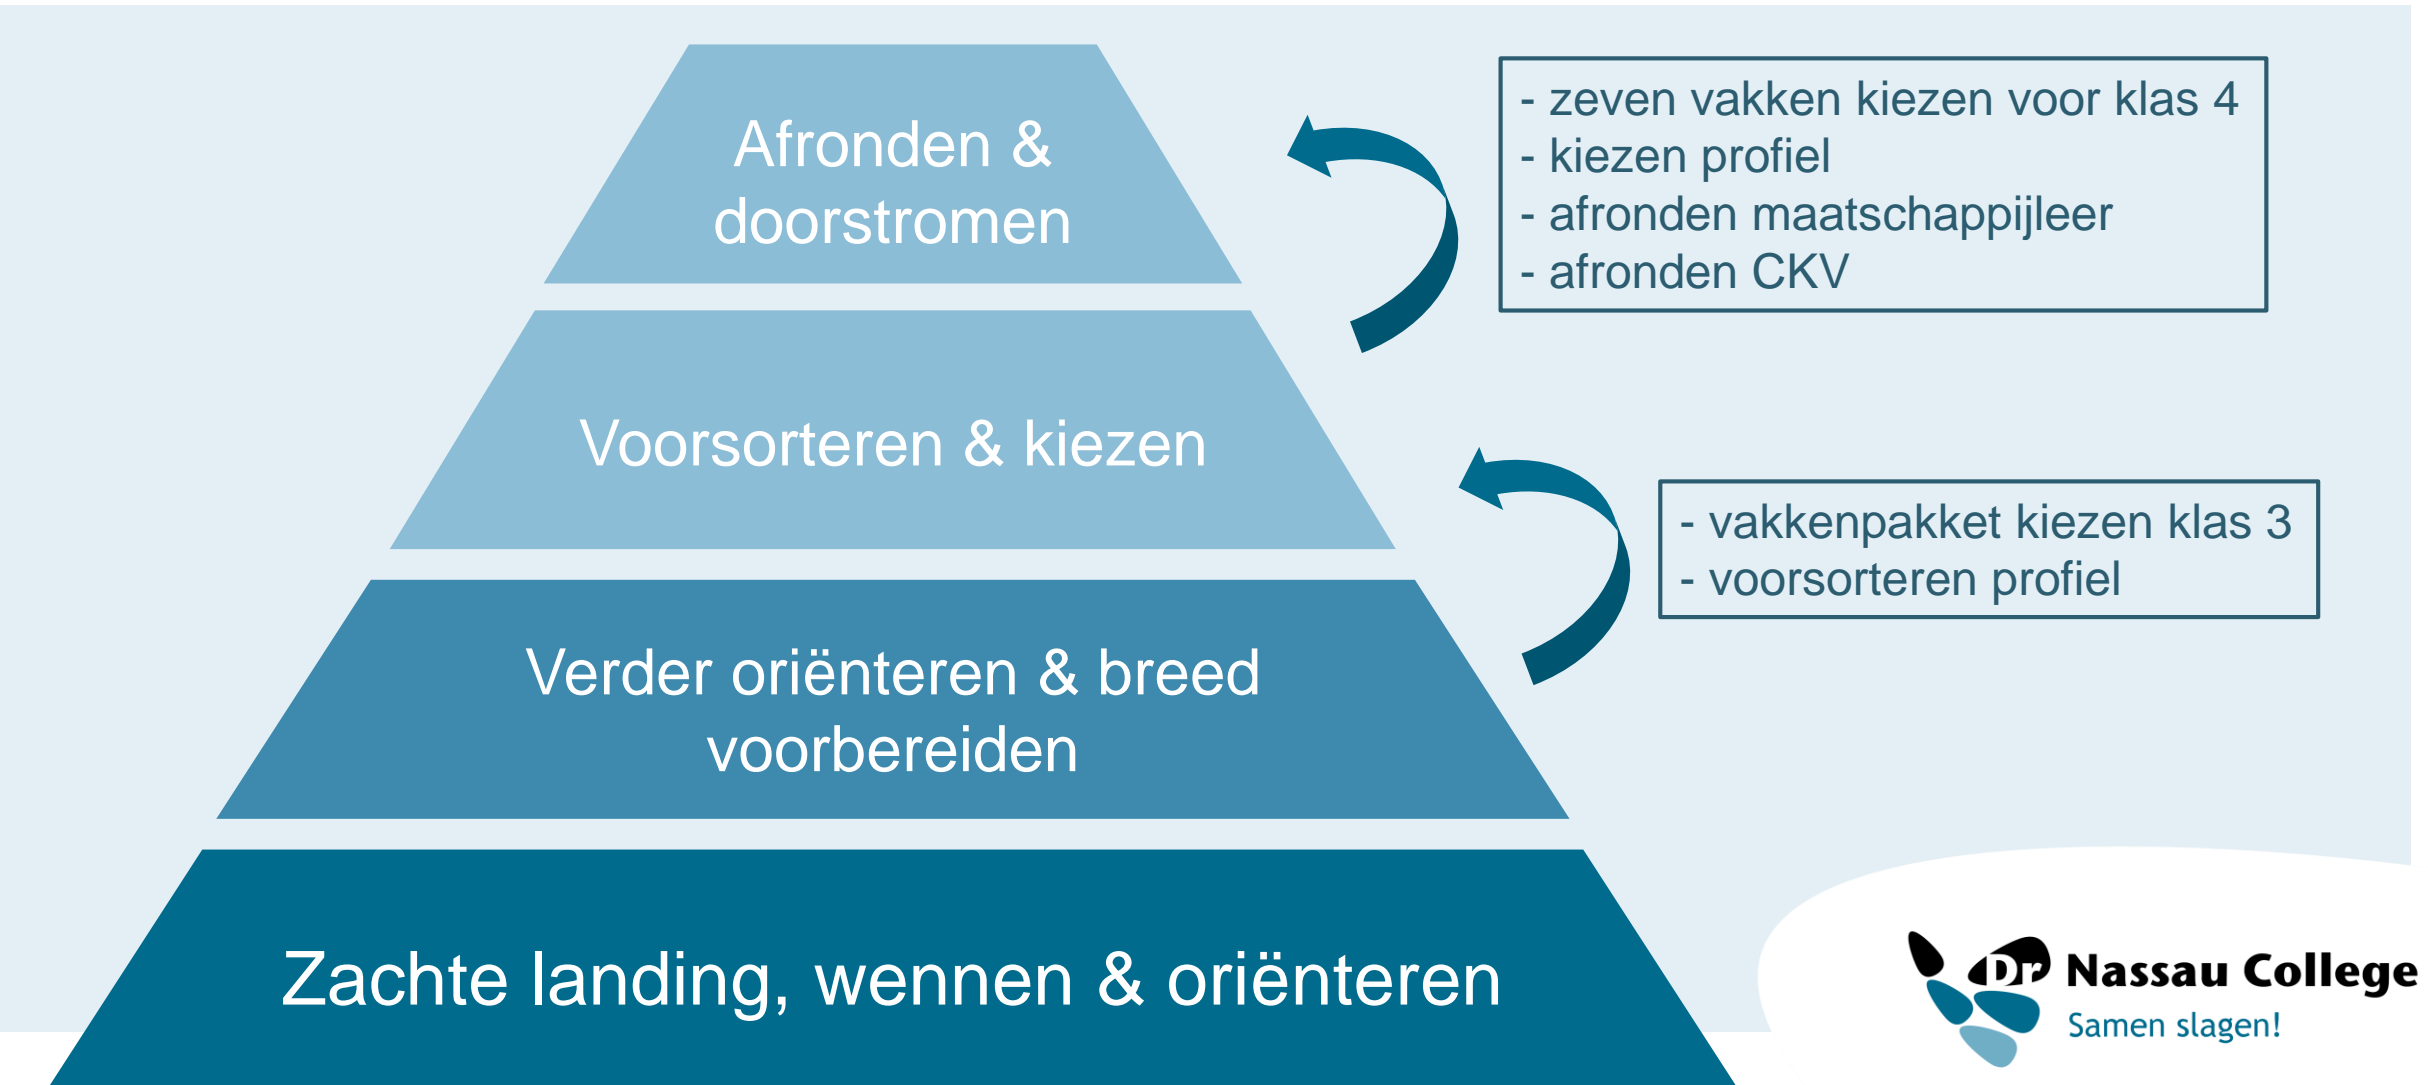 Afronden &
doorstromen
- zeven vakken kiezen voor klas 4
- kiezen profiel
- afronden maatschappijleer
- afronden CKV
Voorsorteren & kiezen
- vakkenpakket kiezen klas 3
- voorsorteren profiel
Verder oriënteren & breed
voorbereiden
Zachte landing, wennen & oriënteren
Dr Nassau College
Samen slagen!